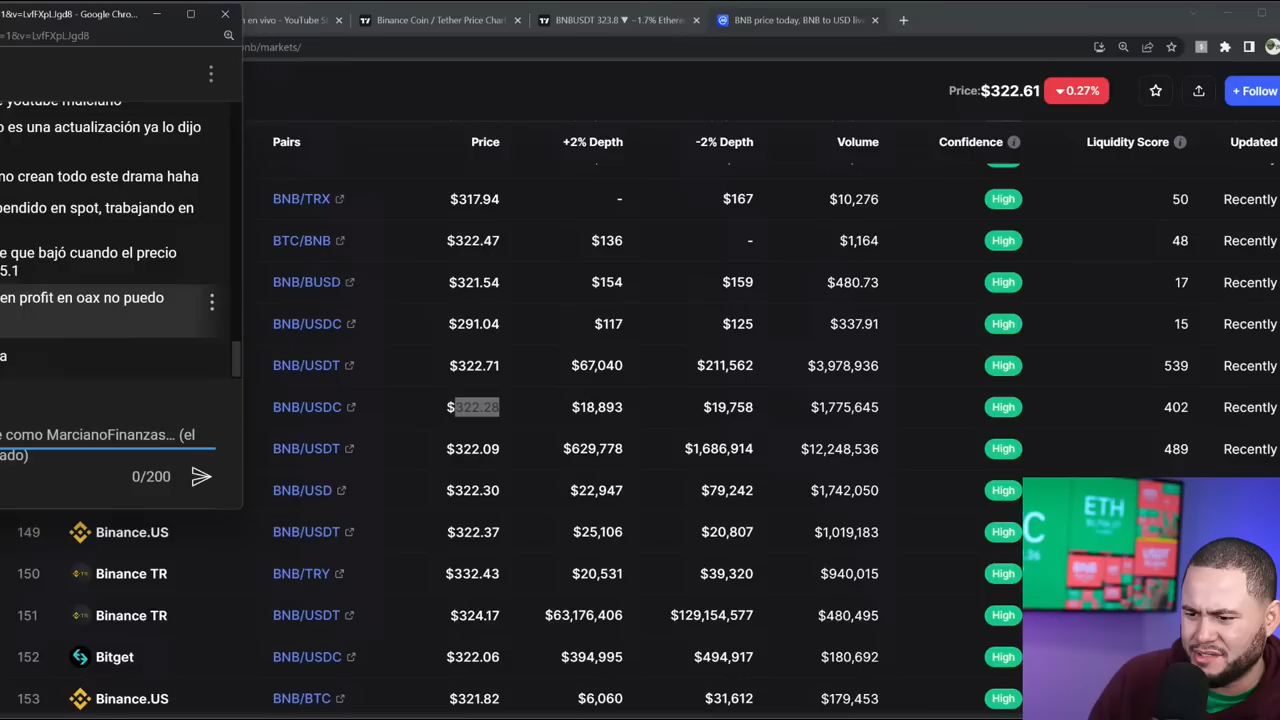 d8 - Google Chro...
=1&v=LvfFXpLJgd8
en vivo - YouTube St
Binance Coin / Tether Price Chart
BNBUSDT 323.8 ▼ −1.7% Ethere
BNB price today, BNB to USD liv
nb/markets/
e youtube marciano
o es una actualización ya lo dijo
mo crean todo este drama haha
pendido en spot, trabajando en
e que bajó cuando el precio
5.1
en profit en oax no puedo
a
e como MarcianoFinanzas... (el
ado)
0/200
Price: $322.61 0.27%
+ Follow
Pairs Price +2% Depth -2% Depth Volume Confidence Liquidity Score Updated
BNB/TRX $317.94 - $167 $10,276 High 50 Recently
BTC/BNB $322.47 $136 - $1,164 High 48 Recently
BNB/BUSD $321.54 $154 $159 $480.73 High 17 Recently
BNB/USDC $291.04 $117 $125 $337.91 High 15 Recently
BNB/USDT $322.71 $67,040 $211,562 $3,978,936 High 539 Recently
BNB/USDC $322.28 $18,893 $19,758 $1,775,645 High 402 Recently
BNB/USDT $322.09 $629,778 $1,686,914 $12,248,536 High 489 Recently
BNB/USD $322.30 $22,947 $79,242 $1,742,050 High
149 Binance.US BNB/USDT $322.37 $25,106 $20,807 $1,019,183 High
150 Binance TR BNB/TRY $332.43 $20,531 $39,320 $940,015 High
151 Binance TR BNB/USDT $324.17 $63,176,406 $129,154,577 $480,495 High
152 Bitget BNB/USDC $322.06 $394,995 $494,917 $180,692 High
153 Binance.US BNB/BTC $321.82 $6,060 $31,612 $179,453 High
ETH
C
BNB